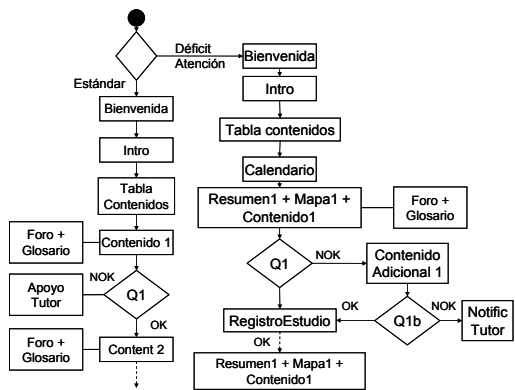 Déficit
Atención
Estándar
Bienvenida
Intro
Tabla
Contenidos
Foro +
Glosario
Contenido 1
NOK
Apoyo
Tutor
Q1
OK
Foro +
Glosario
Content 2
Bienvenida
Intro
Tabla contenidos
Calendario
Resumen1 + Mapa1 +
Contenido1
Foro +
Glosario
Q1
NOK
Contenido
Adicional 1
OK
Q1b
NOK
Notific
Tutor
RegistroEstudio
OK
Resumen1 + Mapa1 +
Contenido1